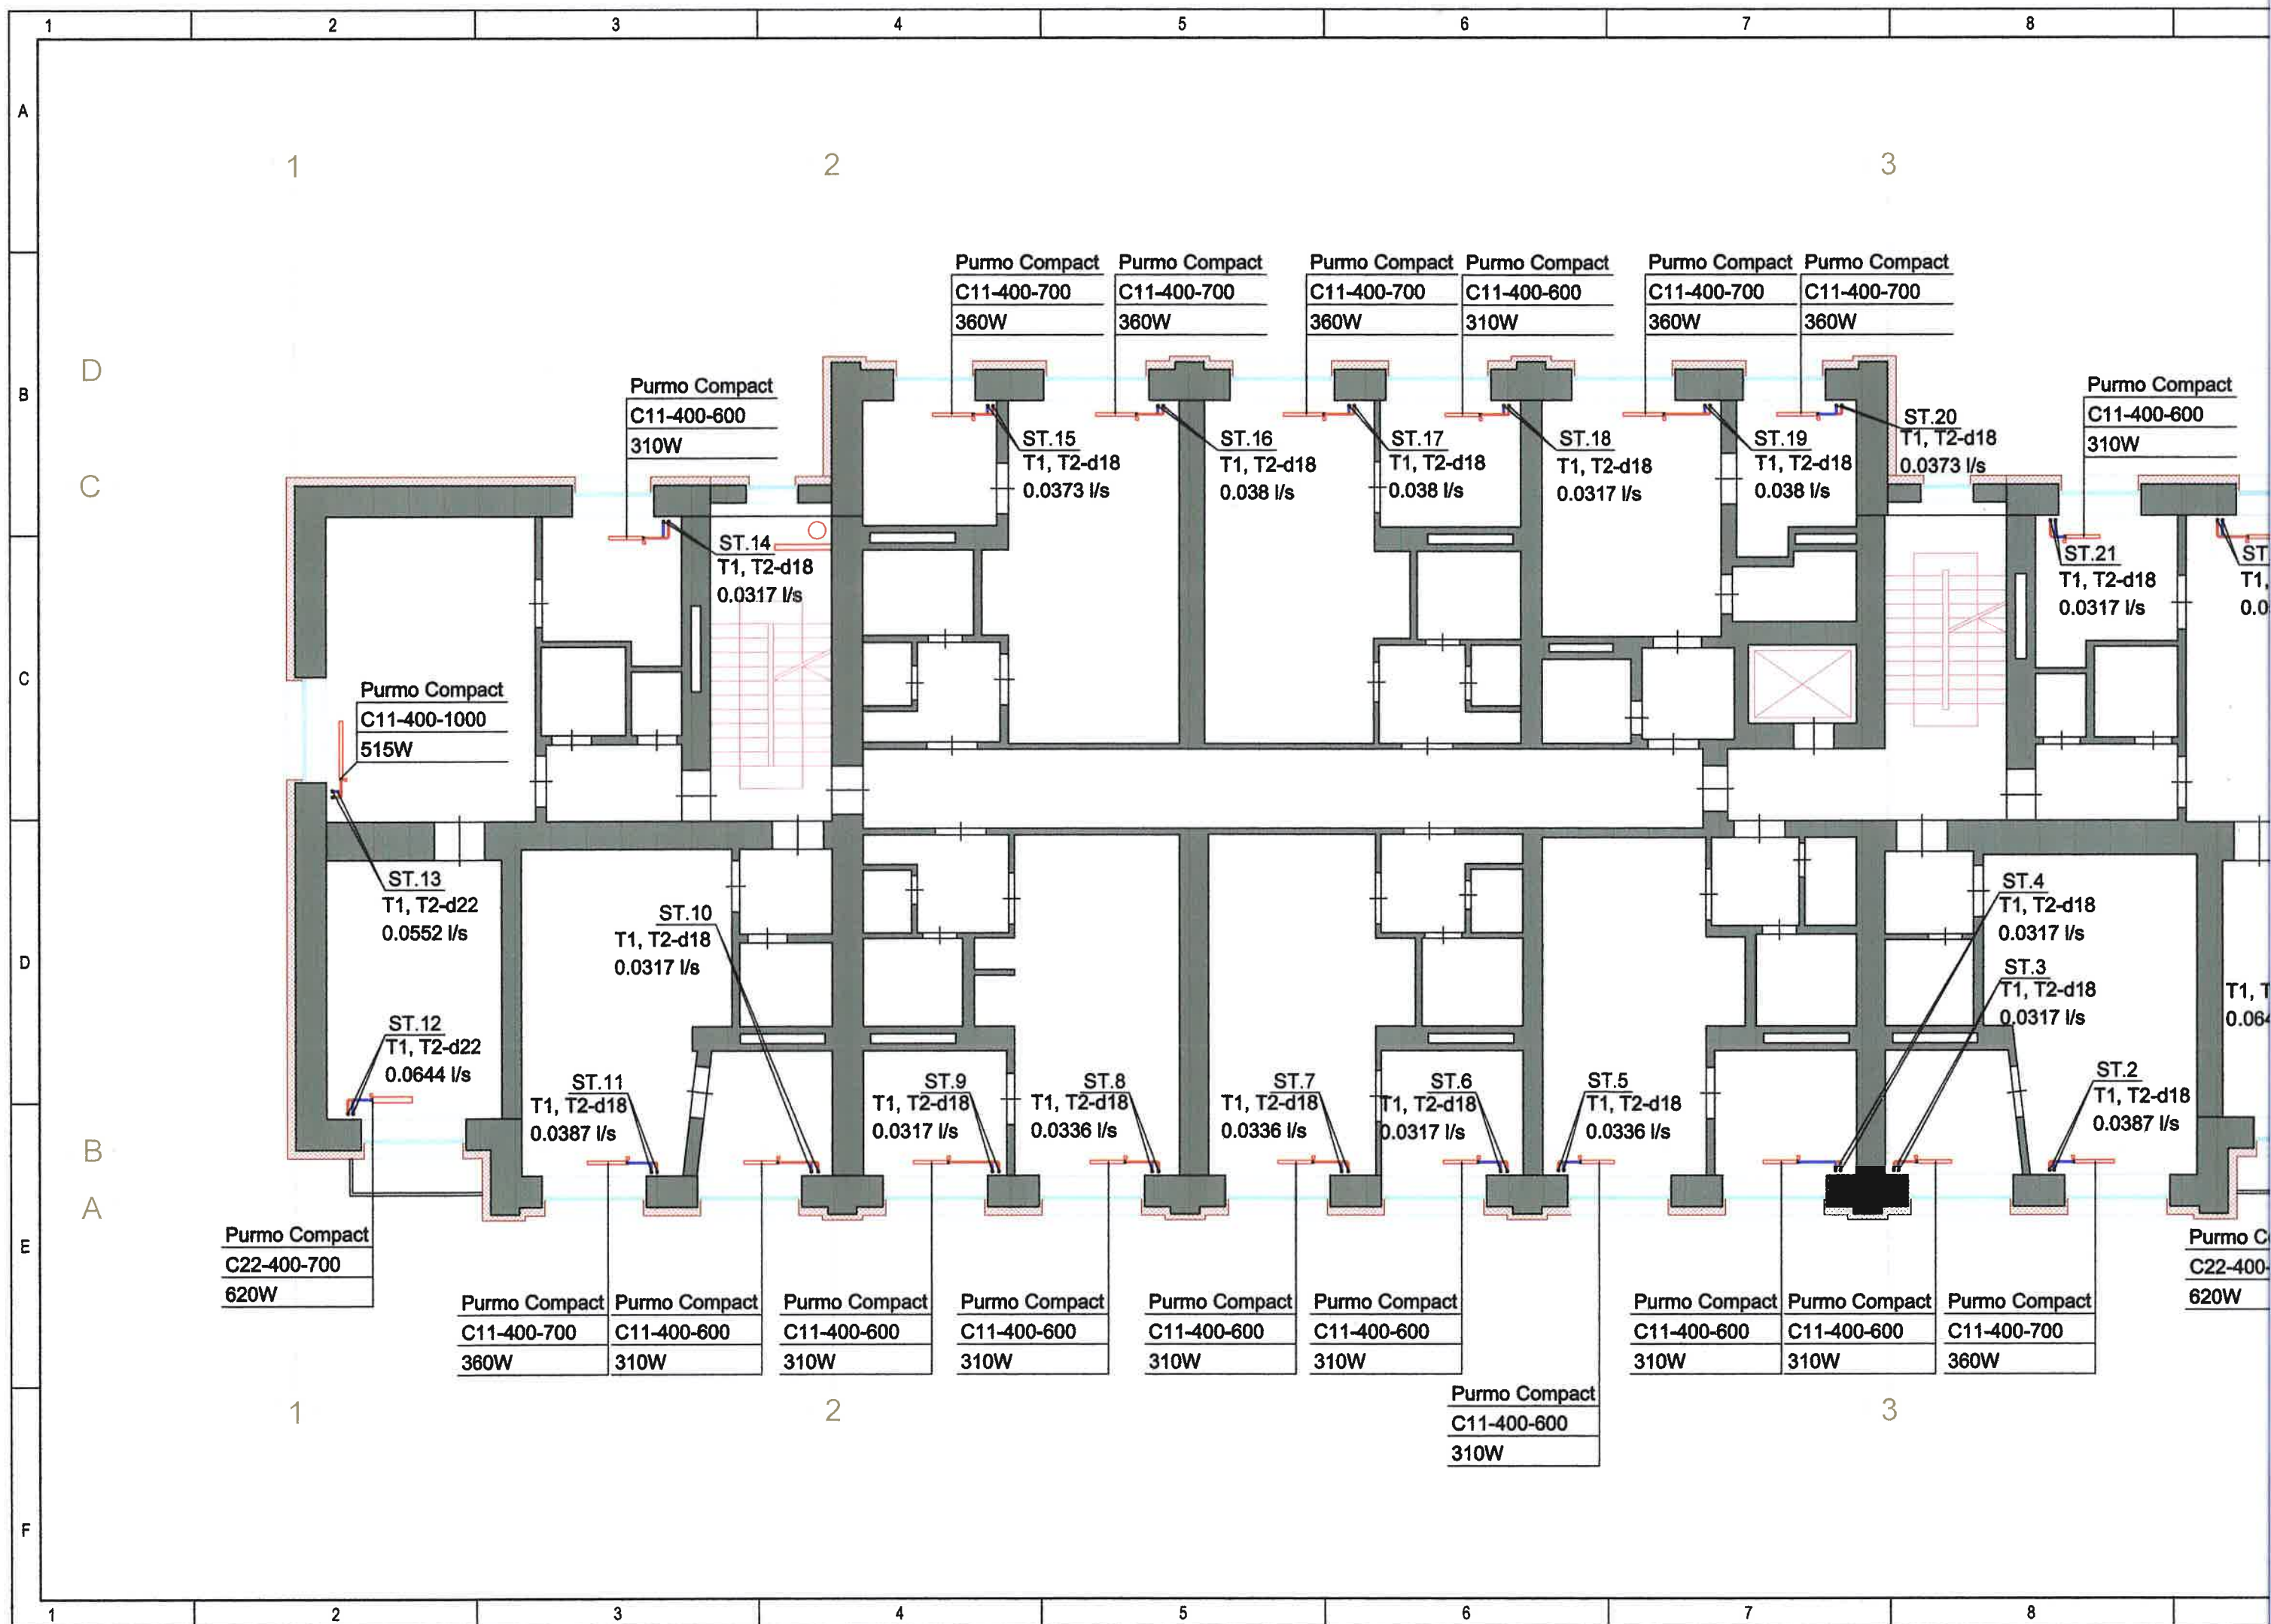 1 2 3 4 5 6 7 8
A
1 2 3
Purmo Compact
C11-400-700
360W
Purmo Compact
C11-400-700
360W
Purmo Compact
C11-400-700
360W
Purmo Compact
C11-400-600
310W
Purmo Compact
C11-400-700
360W
Purmo Compact
C11-400-700
360W
D
B
Purmo Compact
C11-400-600
310W
Purmo Compact
C11-400-600
310W
ST.15
T1, T2-d18
0.0373 l/s
ST.16
T1, T2-d18
0.038 l/s
ST.17
T1, T2-d18
0.038 l/s
ST.18
T1, T2-d18
0.0317 l/s
ST.19
T1, T2-d18
0.038 l/s
ST.20
T1, T2-d18
0.0373 l/s
C
ST.14
T1, T2-d18
0.0317 l/s
ST.21
T1, T2-d18
0.0317 l/s
ST
T1,
0.0
C
Purmo Compact
C11-400-1000
515W
ST.13
T1, T2-d22
0.0552 l/s
ST.10
T1, T2-d18
0.0317 l/s
ST.4
T1, T2-d18
0.0317 l/s
D
ST.3
T1, T2-d18
0.0317 l/s
T1, T
0.064
ST.12
T1, T2-d22
0.0644 l/s
ST.11
T1, T2-d18
0.0387 l/s
ST.9
T1, T2-d18
0.0317 l/s
ST.8
T1, T2-d18
0.0336 l/s
ST.7
T1, T2-d18
0.0336 l/s
ST.6
T1, T2-d18
0.0317 l/s
ST.5
T1, T2-d18
0.0336 l/s
ST.2
T1, T2-d18
0.0387 l/s
B
A
E
Purmo Compact
C22-400-700
620W
Purmo C
C22-400-
620W
Purmo Compact
C11-400-700
360W
Purmo Compact
C11-400-600
310W
Purmo Compact
C11-400-600
310W
Purmo Compact
C11-400-600
310W
Purmo Compact
C11-400-600
310W
Purmo Compact
C11-400-600
310W
Purmo Compact
C11-400-600
310W
Purmo Compact
C11-400-600
310W
Purmo Compact
C11-400-700
360W
Purmo Compact
C11-400-600
310W
1 2 3
F
1 2 3 4 5 6 7 8